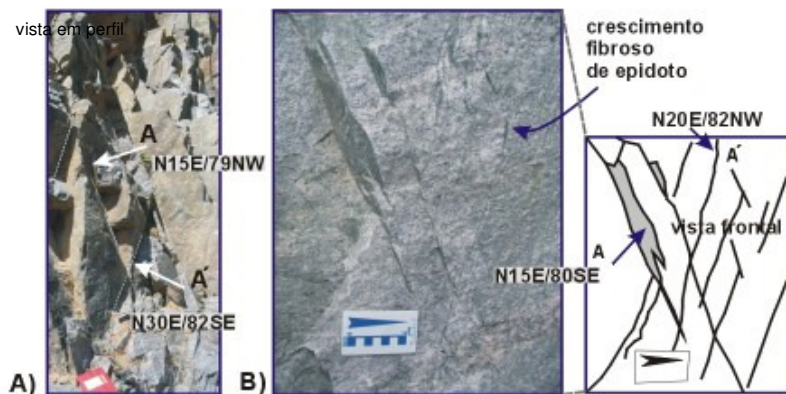 vista em perfil
A
N15E/79NW
A´
N30E/82SE
A)
B)
crescimento
fibroso
de epidoto
N20E/82NW
A´
vista frontal
A
N15E/80SE